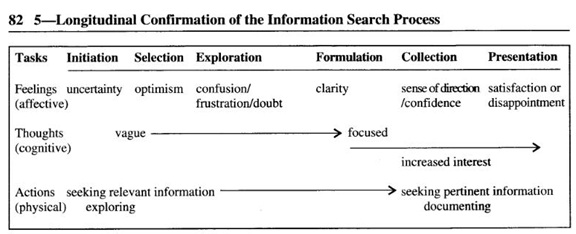 82 5—Longitudinal Confirmation of the Information Search Process
Tasks Initiation Selection Exploration Formulation Collection Presentation
Feelings uncertainty optimism confusion/ clarity sense of direction satisfaction or
(affective) frustration/doubt /confidence disappointment
Thoughts vague focused
(cognitive)
increased interest
Actions seeking relevant information seeking pertinent information
(physical) exploring documenting